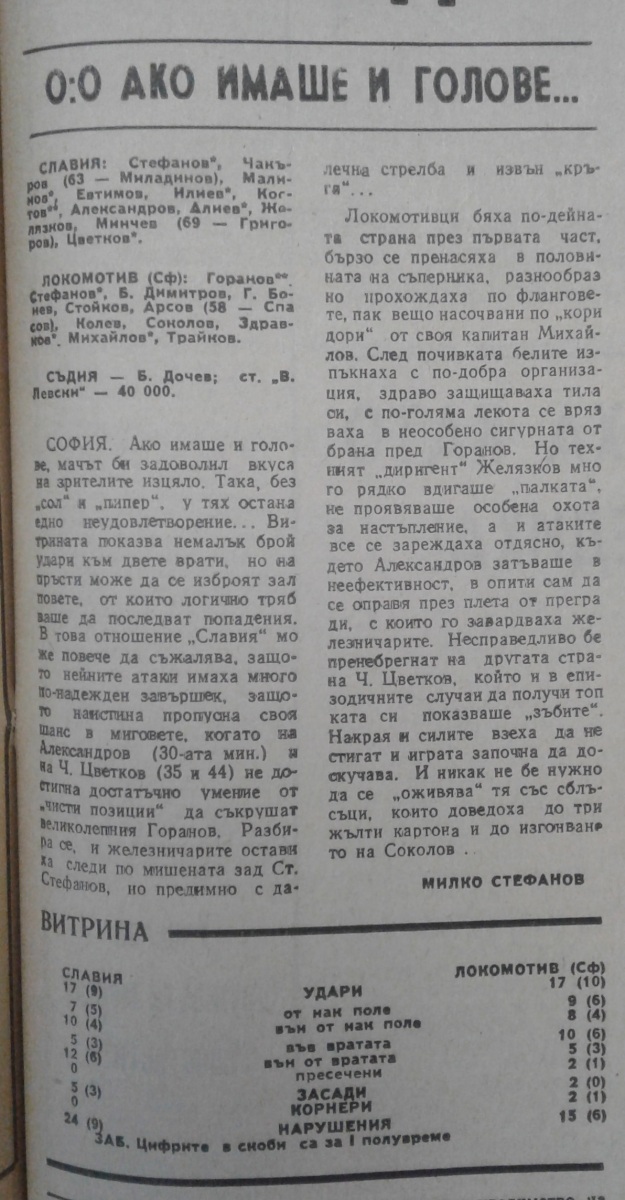 0:0 АКО ИМАШЕ И ГОЛОВЕ...
СЛАВИЯ: Стефанов*, Чакъ-
ров (63 — Миладинов), Мали-
нов*, Евтимов, Илиев*, Кос-
тов**, Александров, Алиев*, Же-
лязков, Минчев (69 — Григо-
ров), Цветков*.
ЛОКОМОТИВ (Сф): Горанов**
Стефанов*, Б. Димитров, Г. Бо-
нев, Стойков, Арсов (58 — Спа
сов), Колев, Соколов, Здрав-
ков*, Михайлов*, Трайков.
СЪДИЯ — Б. Дочев; ст. „В.
Левски“ — 40 000.
СОФИЯ. Ако имаше и голо-
ве, мачът би задоволил вкуса
на зрителите изцяло. Така, без
„сол“ и „пипер“, у тях остана
едно неудовлетворение... Ви-
трината показва немалък брой
удари към двете врати, но на
пръсти може да се изброят зал
повете, от които логично тряб
ваше да последват попадения.
В това отношение „Славия“ мо
же повече да съжалява, защо-
то нейните атаки имаха много
по-надежден завършек, защо-
то наистина пропусна своя
шанс в миговете, когато на
Александров (30-ата мин.) и
на Ч. Цветков (35 и 44) не до-
стигна достатъчно умение от
„чисти позиции“ да съкрушат
великолепния Горанов. Разби-
ра се, и железничарите остави
ха следи по мишената зад Ст.
Стефанов, но предимно с да-
лечна стрелба и извън „кръ-
га“...
Локомотивци бяха по-дейна-
та страна през първата част,
бързо се пренасяха в полови-
ната на съперника, разнообраз
но прохождаха по фланговe-
те, пак вещо насочвани по „кори
дори“ от своя капитан Михай-
лов. След почивката белите из-
пъкнаха с по-добра организа-
ция, здраво защищаваха тила
си, с по-голяма лекота се вряз
ваха в неособено сигурната от-
брана пред Горанов. Но тех-
ният „диригент“ Желязков мно
го рядко вдигаше „палката“,
не проявяваше особена охота
за настъпление, а и атаките
все се зареждаха отдясно, къ-
дето Александров затъваше в
неефективност, в опити сам да
се оправя през плета от прегра
ди, с които го завардваха же-
лезничарите. Несправедливо бе
пренебрегнат на другата стра-
на Ч. Цветков, който и в епи-
зодичните случаи да получи топ
ката си показваше „зъбите“.
Накрая и силите взеха да не
стигат и играта започна да до-
скучава. И никак не бе нужно
да се „оживява“ тя със сблъ-
съци, които доведоха до три
жълти картона и до изгонване
то на Соколов ..
МИЛКО СТЕФАНОВ
ВИТРИНА
СЛАВИЯ ЛОКОМОТИВ (Сф)
17 (9) УДАРИ 17 (10)
7 (5) от нак поле 9 (6)
10 (4) вън от нак поле 8 (4)
5 (3) във вратата 10 (6)
12 (6) вън от вратата 5 (3)
0 пресечени 2 (1)
5 (3) ЗАСАДИ 2 (0)
0 КОРНЕРИ 2 (1)
24 (9) НАРУШЕНИЯ 15 (6)
ЗАБ. Цифрите в скоби са за I полувреме